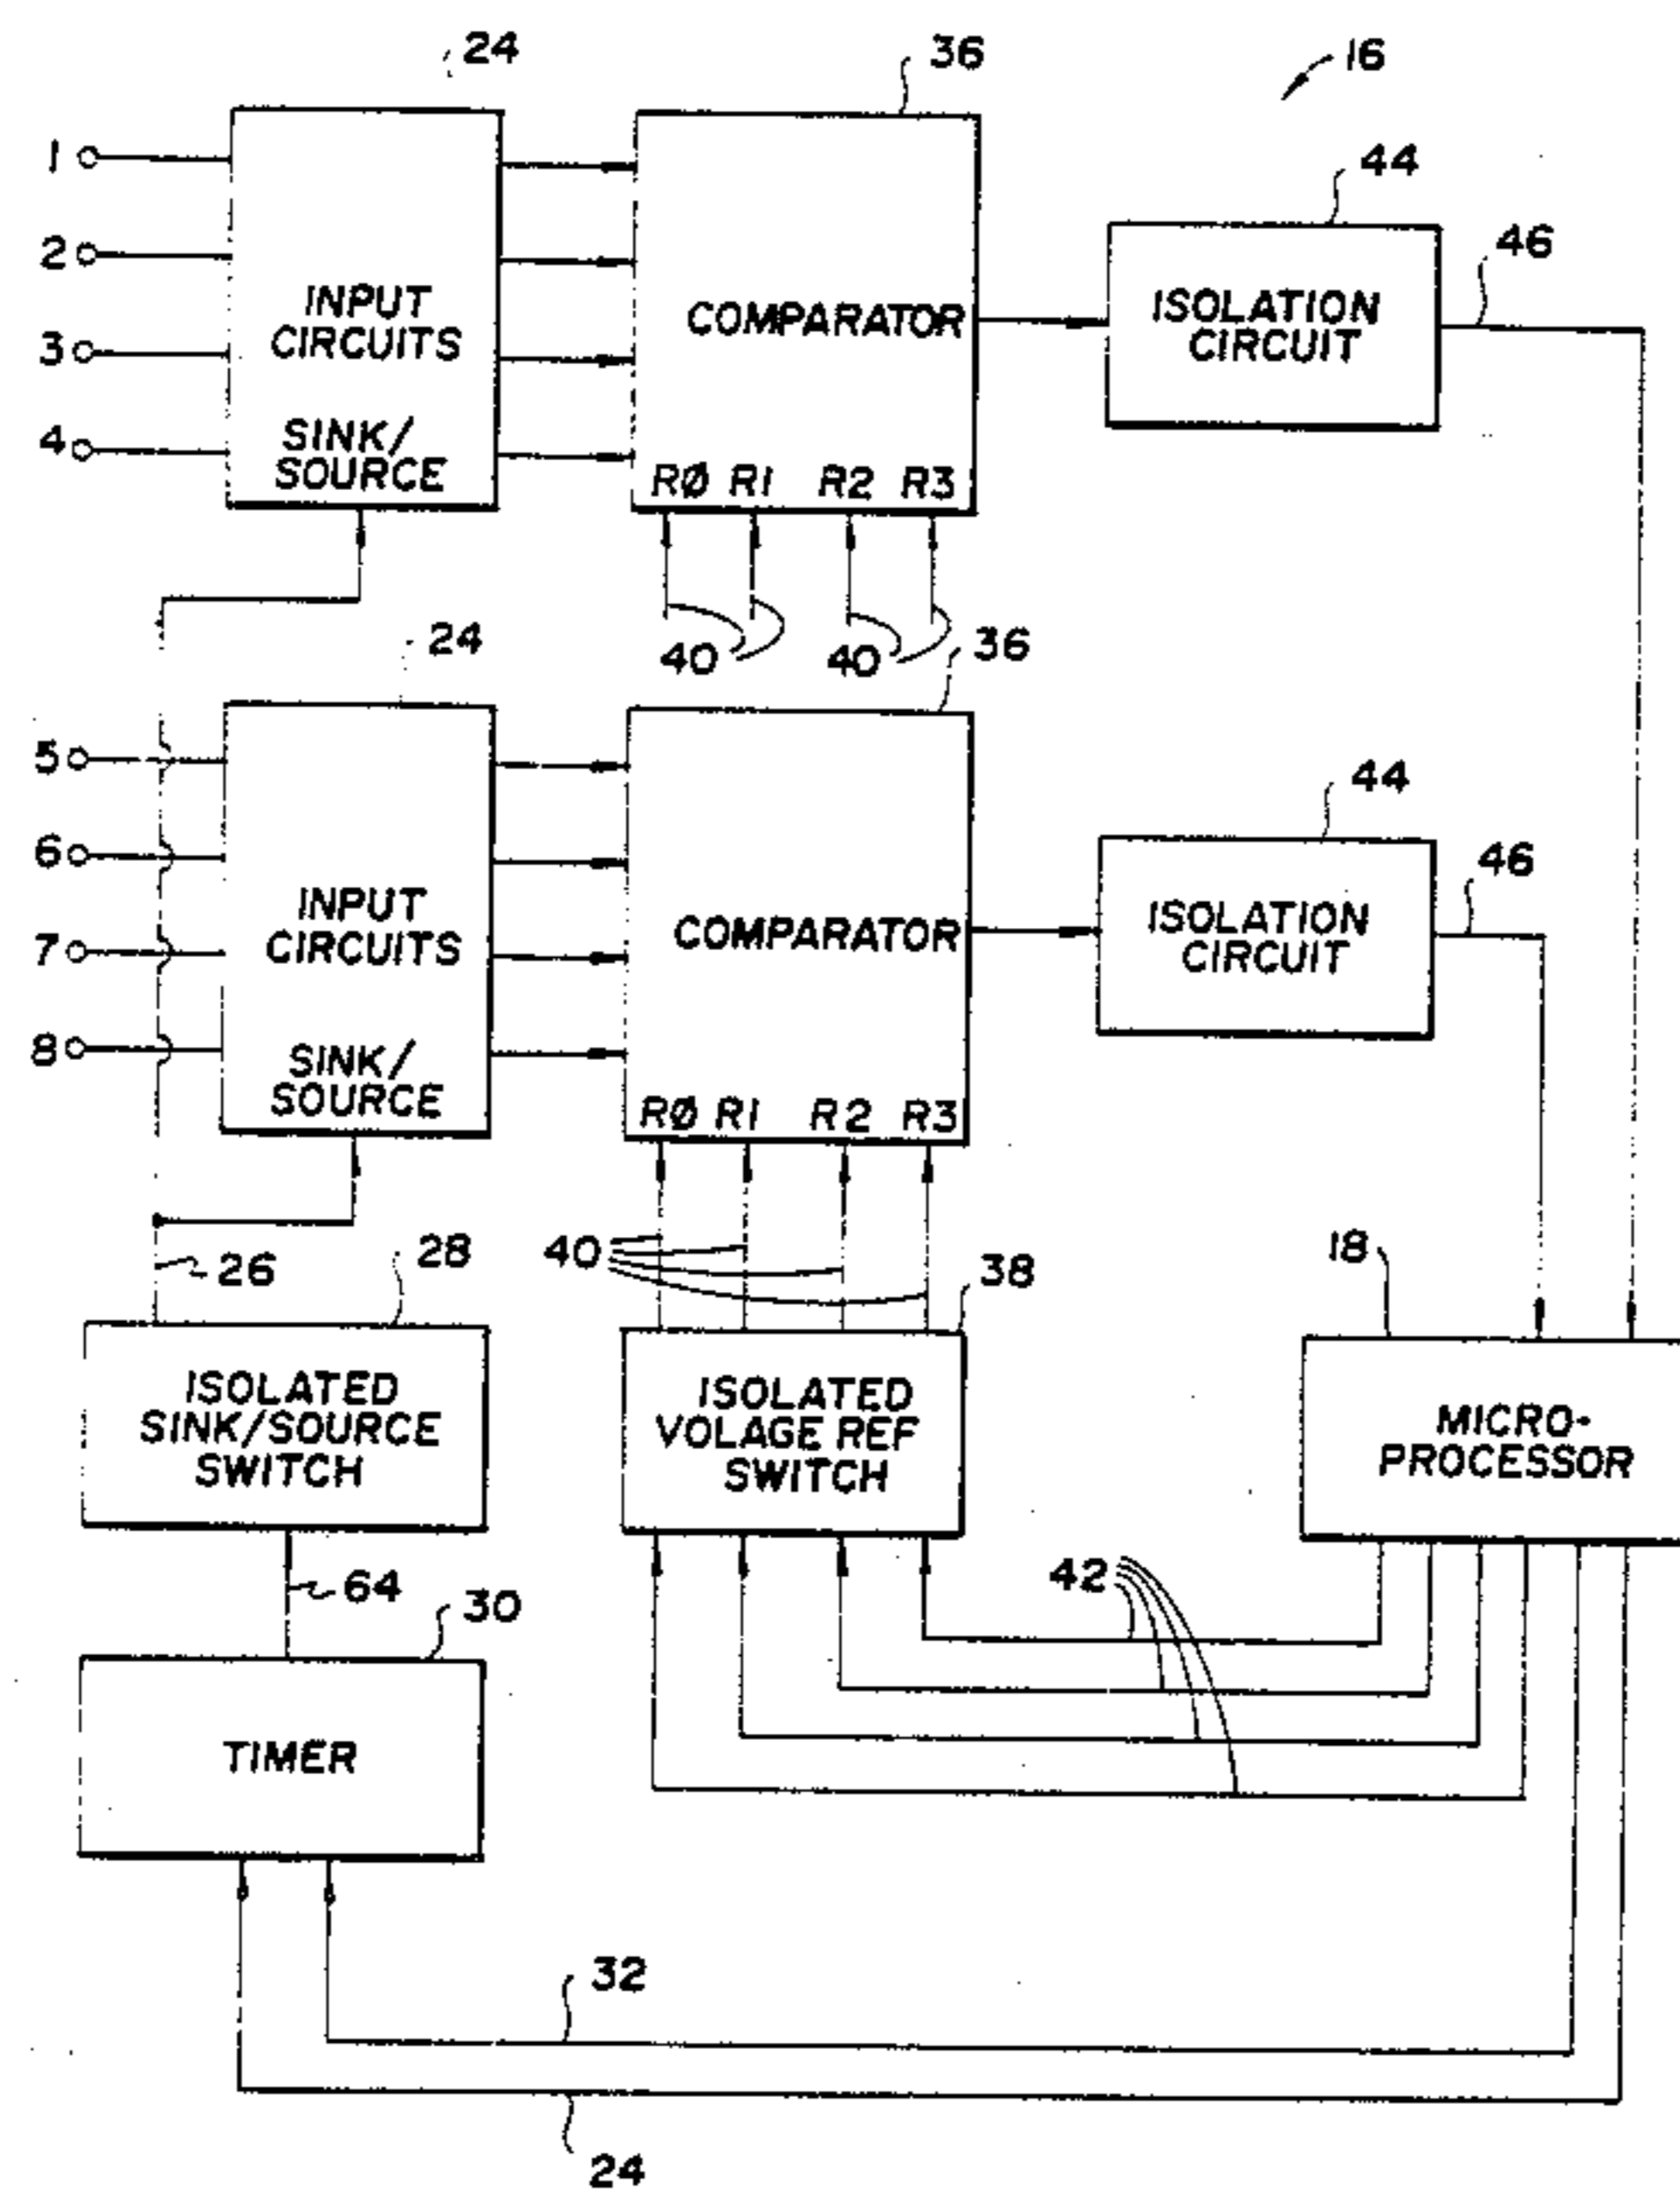 24
36
16
1
44
2
46
INPUT
CIRCUITS
COMPARATOR
ISOLATION
CIRCUIT
3
4
SINK/
SOURCE
RØ R1 R2 R3
40
40
24
36
5
44
6
46
INPUT
CIRCUITS
COMPARATOR
ISOLATION
CIRCUIT
7
8
SINK/
SOURCE
RØ R1 R2 R3
26
28
40
38
18
ISOLATED
SINK/SOURCE
SWITCH
ISOLATED
VOLAGE REF
SWITCH
MICRO-
PROCESSOR
64
30
42
TIMER
32
24